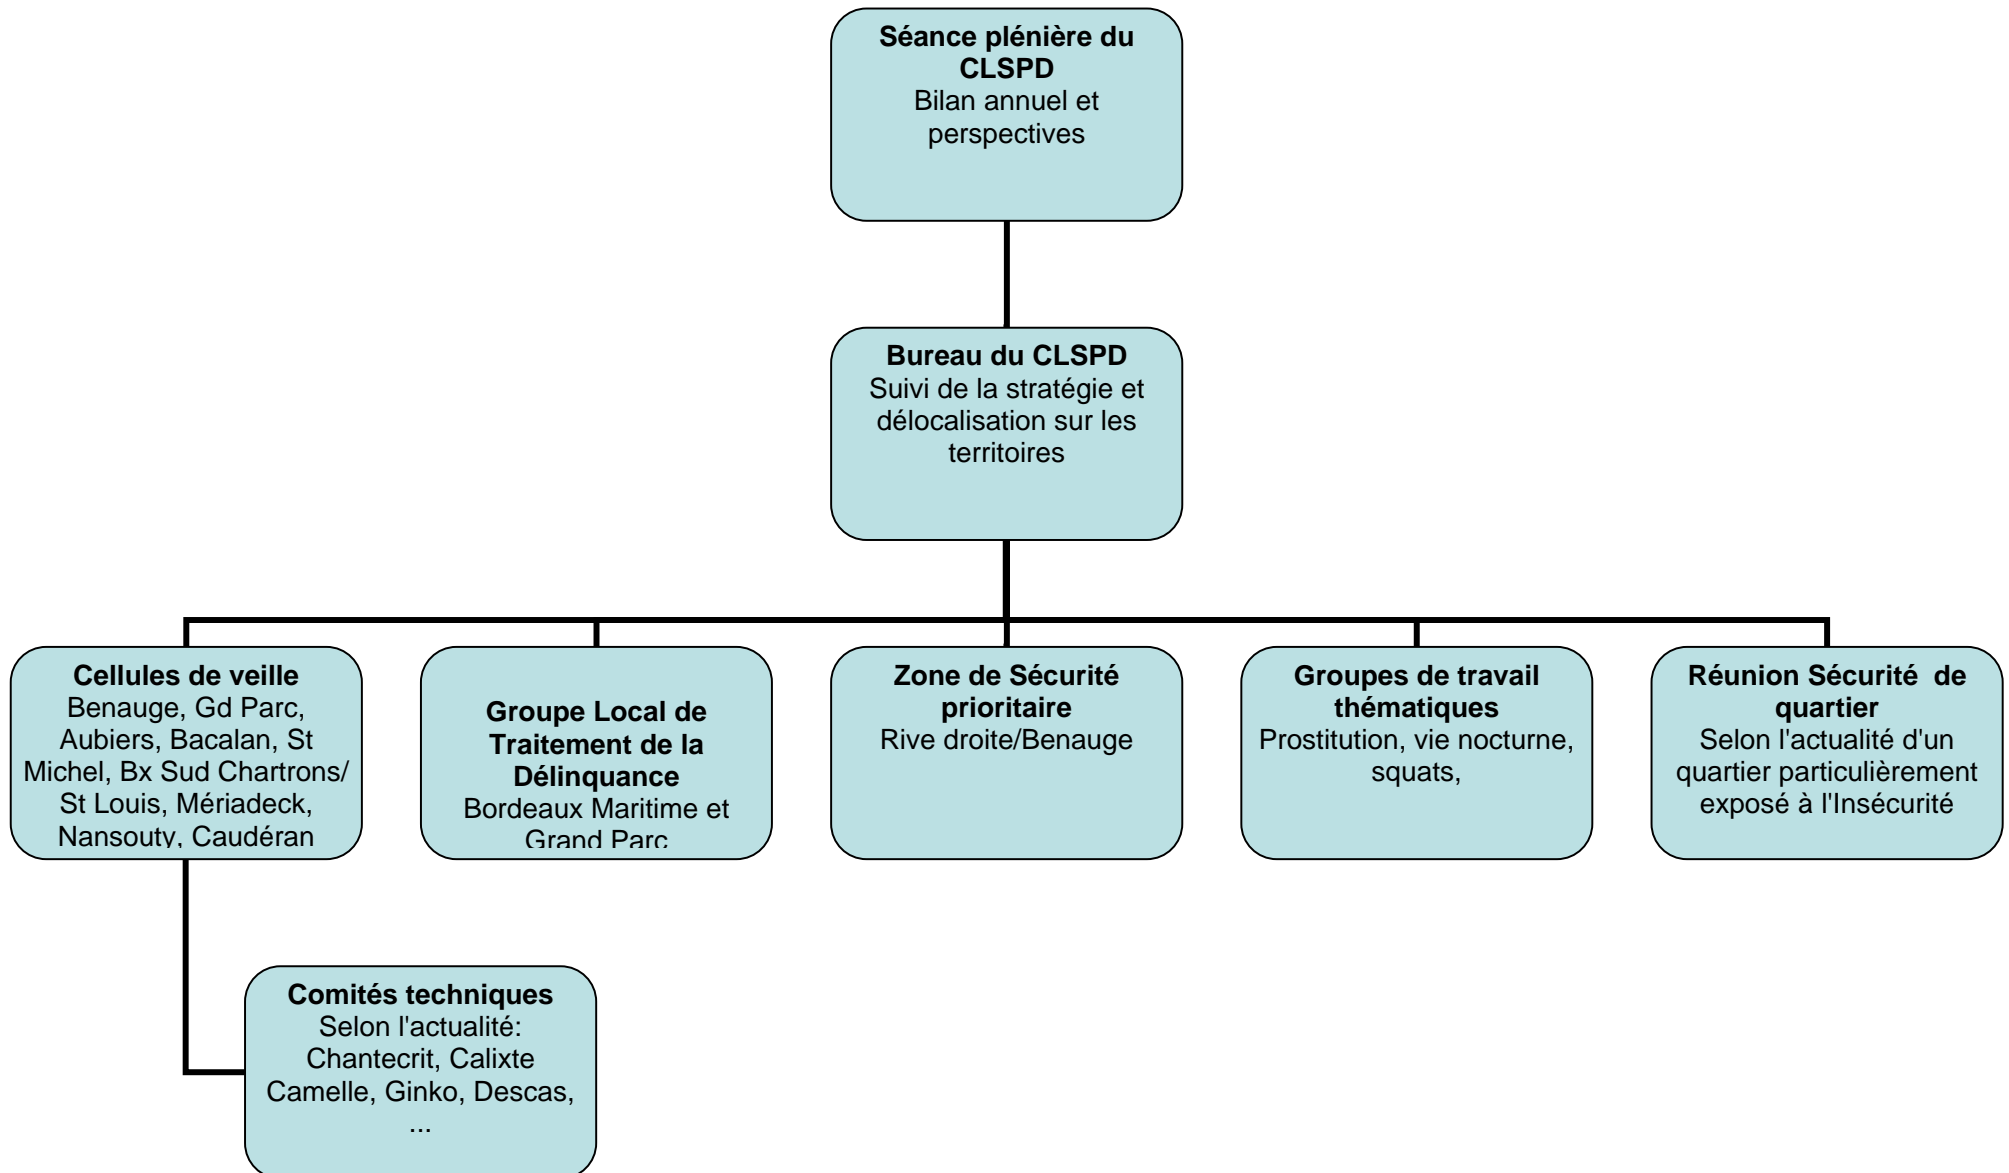 Séance plénière du
CLSPD
Bilan annuel et
perspectives
Bureau du CLSPD
Suivi de la stratégie et
délocalisation sur les
territoires
Cellules de veille
Benauge, Gd Parc,
Aubiers, Bacalan, St
Michel, Bx Sud Chartrons/
St Louis, Mériadeck,
Nansouty, Caudéran
Groupe Local de
Traitement de la
Délinquance
Bordeaux Maritime et
Grand Parc
Zone de Sécurité
prioritaire
Rive droite/Benauge
Groupes de travail
thématiques
Prostitution, vie nocturne,
squats,
Réunion Sécurité  de
quartier
Selon l'actualité d'un
quartier particulièrement
exposé à l'Insécurité
Comités techniques
Selon l'actualité:
Chantecrit, Calixte
Camelle, Ginko, Descas,
...